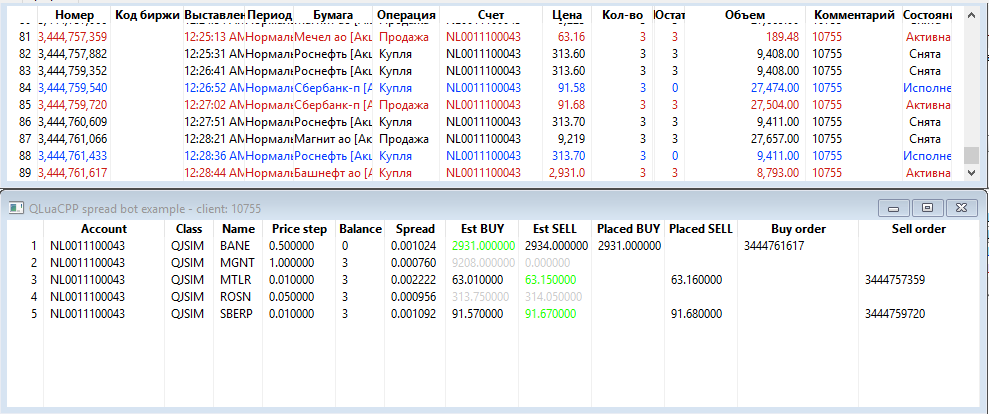 Номер Код биржи Выставлен Период Бумага Операция Счет Цена Кол-во Остат Объем Комментарий Состояни
81 3,444,757,359 12:25:13 AM Нормаль Мечел ао [Акц Продажа NL0011100043 63.16 3 3 189.48 10755 Активна
82 3,444,757,882 12:25:31 AM Нормаль Роснефть [Акц Купля NL0011100043 313.60 3 3 9,408.00 10755 Снята
83 3,444,759,352 12:26:41 AM Нормаль Роснефть [Акц Купля NL0011100043 313.60 3 3 9,408.00 10755 Снята
84 3,444,759,540 12:26:52 AM Нормаль Сбербанк-п [А Купля NL0011100043 91.58 3 0 27,474.00 10755 Исполне
85 3,444,759,720 12:27:02 AM Нормаль Сбербанк-п [А Продажа NL0011100043 91.68 3 3 27,504.00 10755 Активна
86 3,444,760,609 12:27:51 AM Нормаль Роснефть [Акц Купля NL0011100043 313.70 3 3 9,411.00 10755 Снята
87 3,444,761,066 12:28:21 AM Нормаль Магнит ао [Акц Продажа NL0011100043 9,219 3 3 27,657.00 10755 Снята
88 3,444,761,433 12:28:36 AM Нормаль Роснефть [Акц Купля NL0011100043 313.70 3 0 9,411.00 10755 Исполне
89 3,444,761,617 12:28:44 AM Нормаль Башнефт ао [А Купля NL0011100043 2,931.0 3 3 8,793.00 10755 Активна
QLuaCPP spread bot example - client: 10755
Account Class Name Price step Balance Spread Est BUY Est SELL Placed BUY Placed SELL Buy order Sell order
1 NL0011100043 QJSIM BANE 0.500000 0 0.001024 2931.000000 2934.000000 2931.000000 3444761617
2 NL0011100043 QJSIM MGNT 1.000000 3 0.000760 9208.000000 0.000000
3 NL0011100043 QJSIM MTLR 0.010000 3 0.002222 63.010000 63.150000 63.160000 3444757359
4 NL0011100043 QJSIM ROSN 0.050000 3 0.000956 313.750000 314.050000
5 NL0011100043 QJSIM SBERP 0.010000 3 0.001092 91.570000 91.670000 91.680000 3444759720